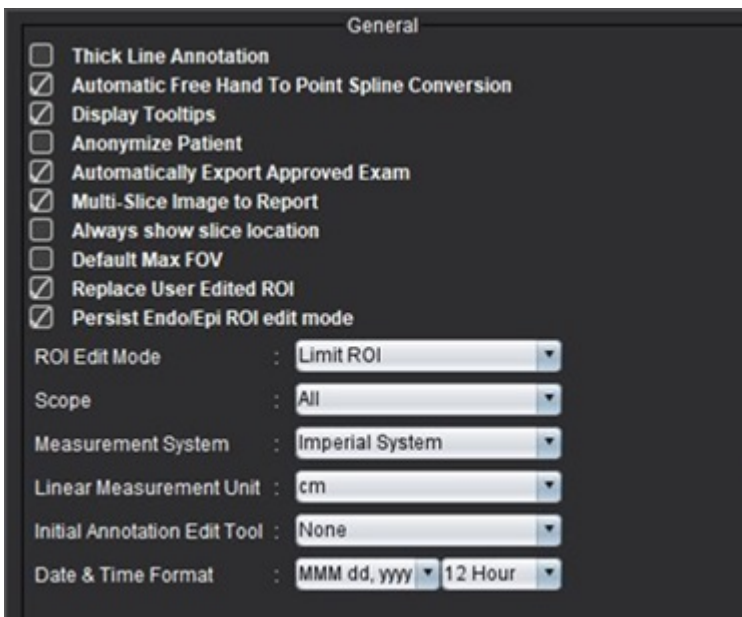 General
Thick Line Annotation
Automatic Free Hand To Point Spline Conversion
Display Tooltips
Anonymize Patient
Automatically Export Approved Exam
Multi-Slice Image to Report
Always show slice location
Default Max FOV
Replace User Edited ROI
Persist Endo/Epi ROI edit mode
ROI Edit Mode : Limit ROI
Scope : All
Measurement System : Imperial System
Linear Measurement Unit : cm
Initial Annotation Edit Tool : None
Date & Time Format : MMM dd, yyyy 12 Hour